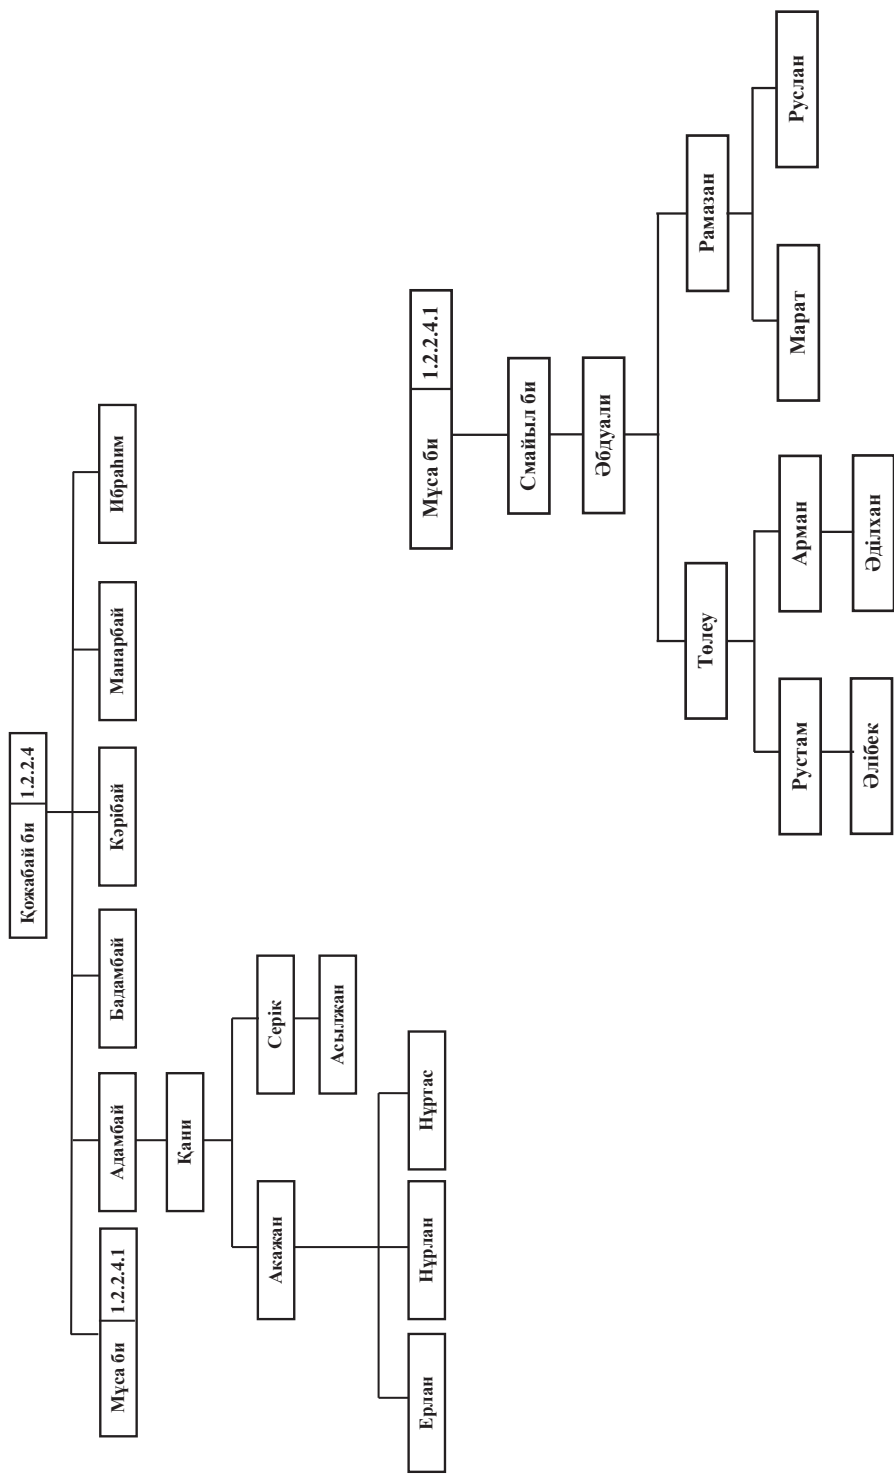 Қожабай би 1.2.2.4
Мұса би 1.2.2.4.1
Адамбай
Бадамбай
Кәрібай
Манарбай
Ибраһим
Қани
Акажан
Серік
Асылжан
Ерлан
Нұрлан
Нұртас
Мұса би 1.2.2.4.1
Смайыл би
Әбдуали
Төлеу
Рамазан
Рустам
Арман
Марат
Руслан
Әлібек
Әділхан